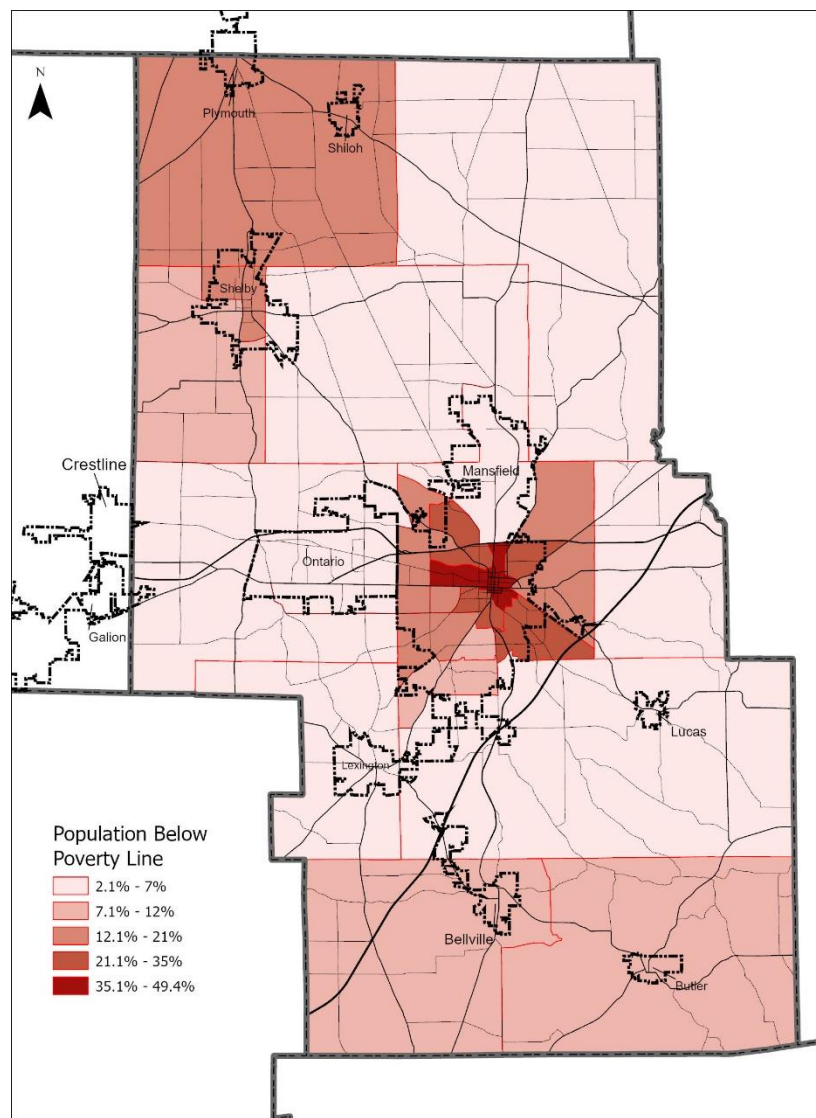 N
Plymouth
Shiloh
Shelby
Crestline
Mansfield
Ontario
Galion
Lucas
Lexington
Population Below
Poverty Line
2.1% - 7%
7.1% - 12%
12.1% - 21%
21.1% - 35%
35.1% - 49.4%
Bellville
Butler